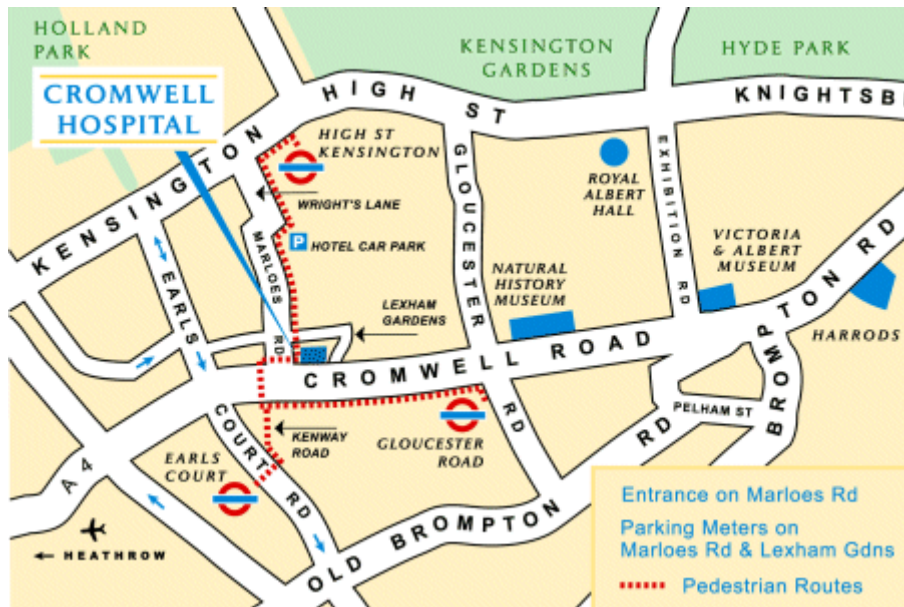 HOLLAND
PARK
KENSINGTON
GARDENS
HYDE PARK
CROMWELL
HOSPITAL
KENSINGTON HIGH ST
KNIGHTSB
HIGH ST
KENSINGTON
WRIGHT'S LANE
P HOTEL CAR PARK
MARLOES RD
LEXHAM
GARDENS
GLOUCESTER RD
ROYAL
ALBERT
HALL
EXHIBITION RD
NATURAL
HISTORY
MUSEUM
VICTORIA
& ALBERT
MUSEUM
BROMPTON RD
HARRODS
EARLS COURT RD
CROMWELL ROAD
PELHAM ST
KENWAY
ROAD
GLOUCESTER
ROAD
EARLS
COURT
A4
HEATHROW
OLD BROMPTON RD
Entrance on Marloes Rd
Parking Meters on
Marloes Rd & Lexham Gdns
Pedestrian Routes